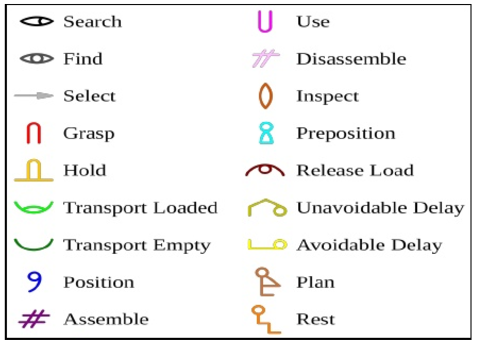 Search
Find
Select
Grasp
Hold
Transport Loaded
Transport Empty
Position
Assemble
Use
Disassemble
Inspect
Preposition
Release Load
Unavoidable Delay
Avoidable Delay
Plan
Rest